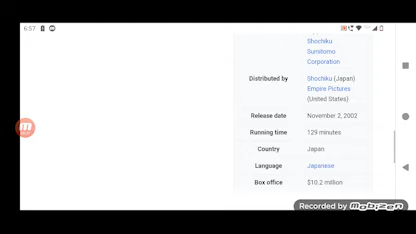 6:57
Shochiku
Sumitomo
Corporation
Distributed by Shochiku (Japan)
Empire Pictures
(United States)
Release date November 2, 2002
Running time 129 minutes
Country Japan
Language Japanese
Box office $10.2 million
Recorded by Mobizen